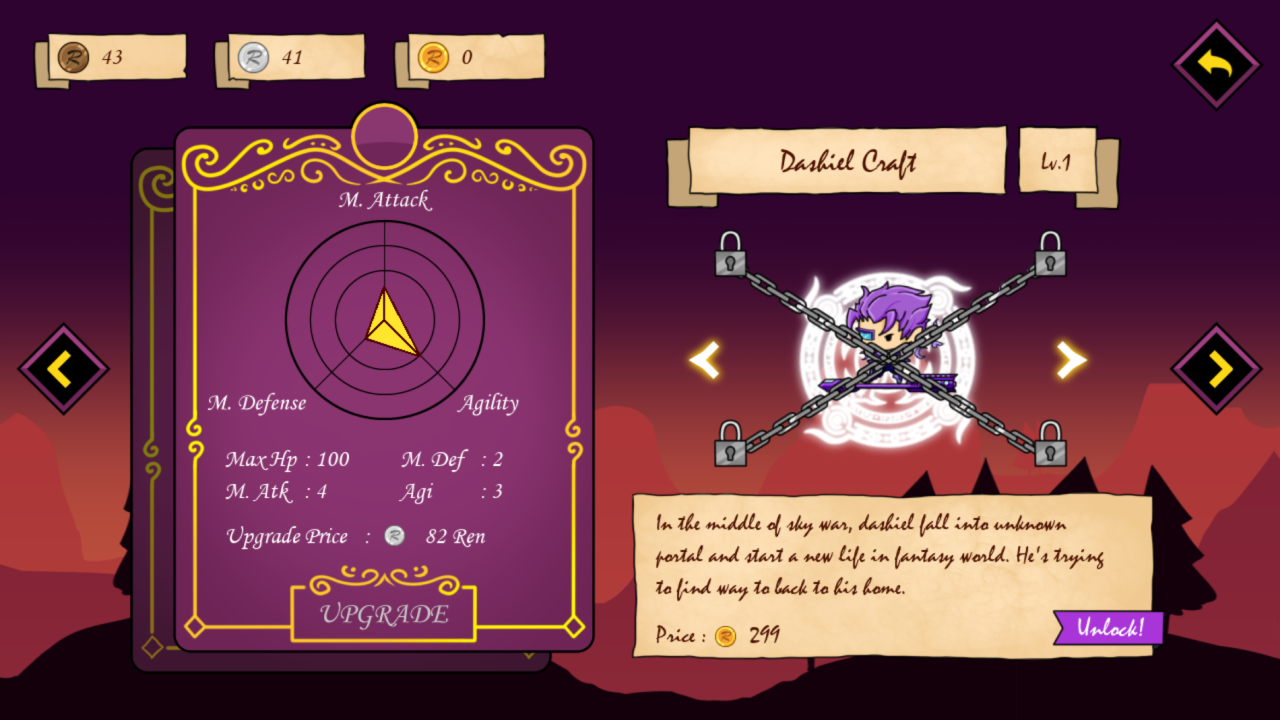 43
41
0
Dashiel Craft
Lv.1
M. Attack
M. Defense
Agility
Max Hp : 100
M. Def : 2
M. Atk : 4
Agi : 3
Upgrade Price : R 82 Ren
UPGRADE
In the middle of sky war, dashiel fall into unknown
portal and start a new life in fantasy world. He's trying
to find way to back to his home.
Price : R 299
Unlock!